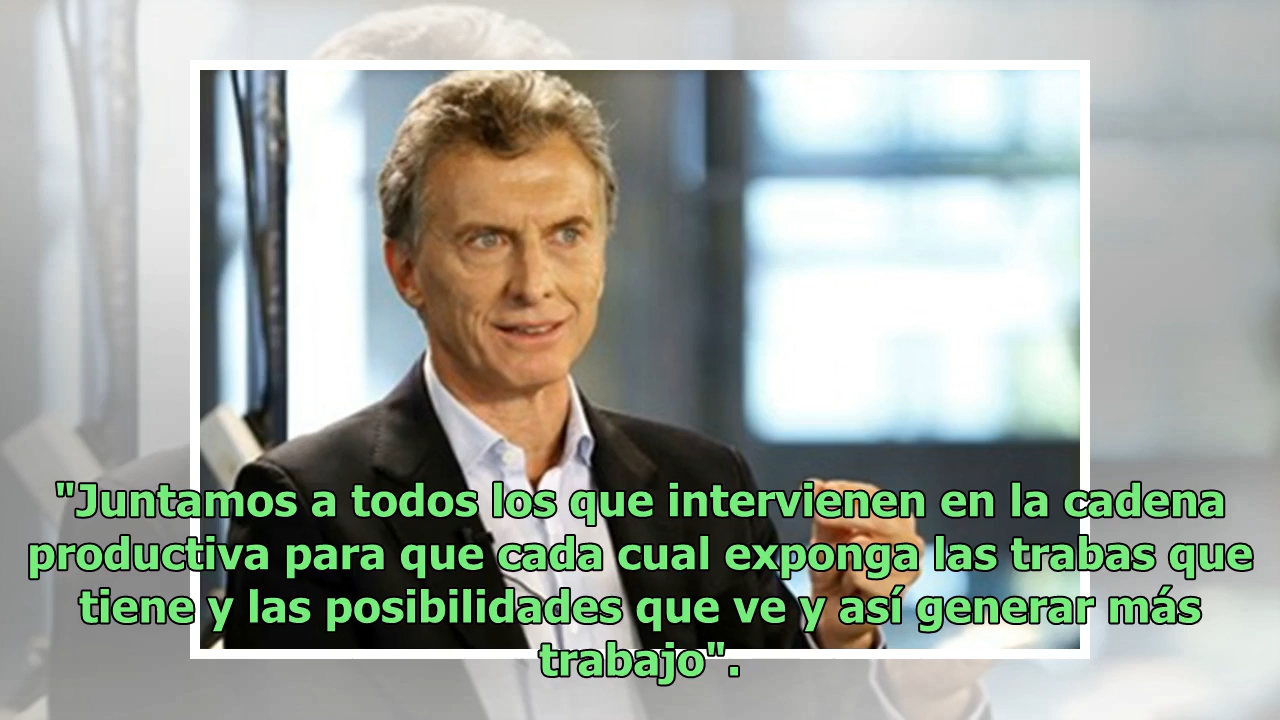 "Juntamos a todos los que intervienen en la cadena
productiva para que cada cual exponga las trabas que
tiene y las posibilidades que ve y así generar más
trabajo".